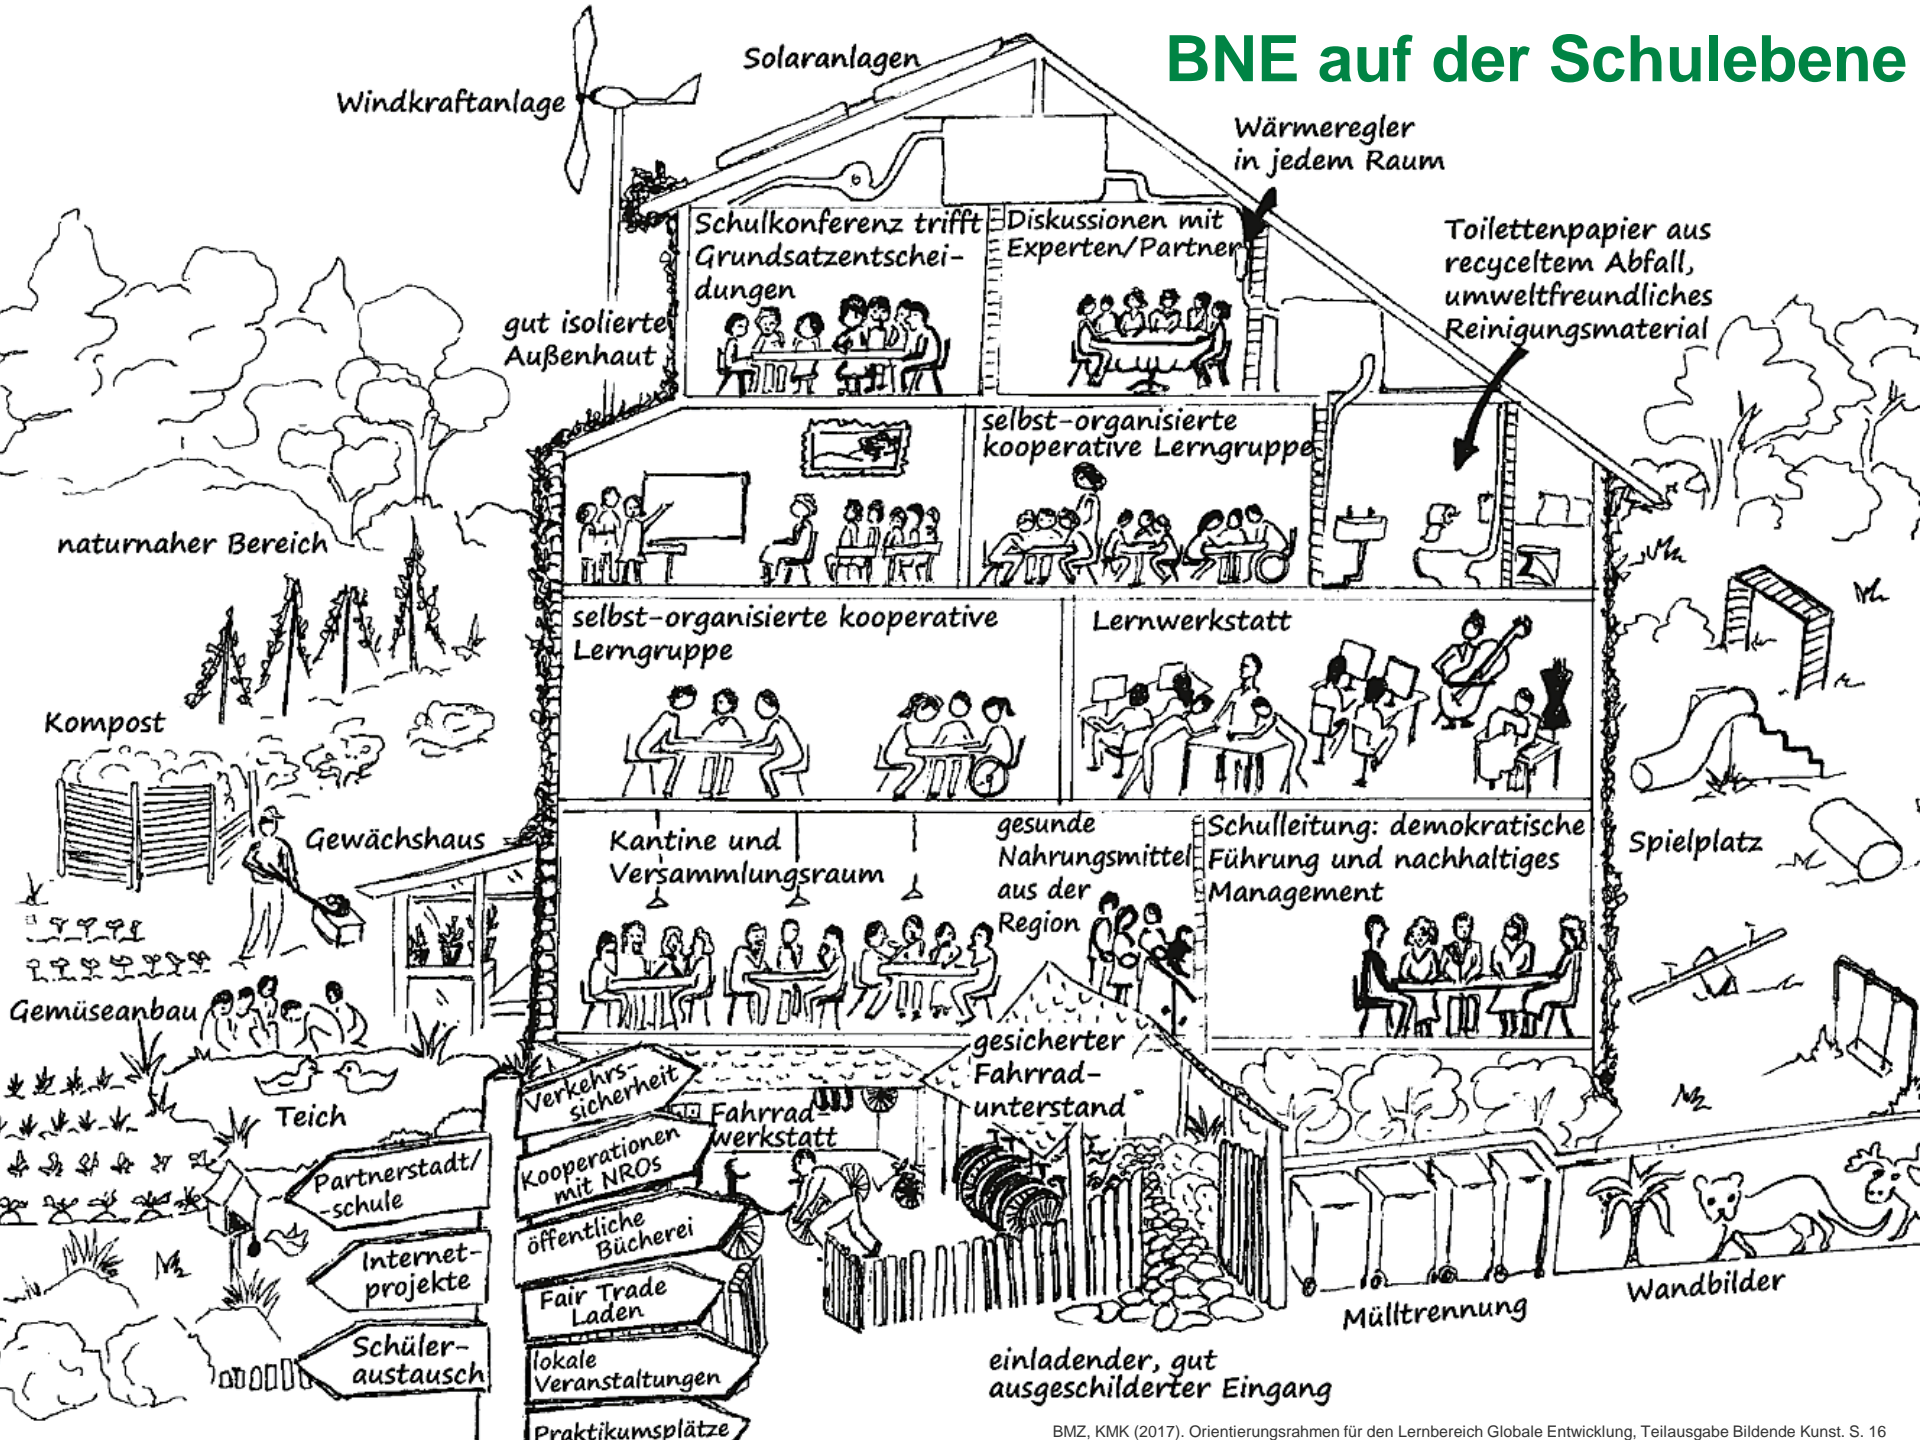 BNE auf der Schulebene
Solaranlagen
Windkraftanlage
Wärmeregler
in jedem Raum
Toilettenpapier aus
recyceltem Abfall,
umweltfreundliches
Reinigungsmaterial
Schulkonferenz trifft
Grundsatzentschei-
dungen
Diskussionen mit
Experten/Partner
gut isolierte
Außenhaut
selbst-organisierte
kooperative Lerngruppe
naturnaher Bereich
selbst-organisierte kooperative
Lerngruppe
Lernwerkstatt
Kompost
Gewächshaus
Kantine und
Versammlungsraum
gesunde
Nahrungsmittel
aus der
Region
Schulleitung: demokratische
Führung und nachhaltiges
Management
Spielplatz
Gemüseanbau
Teich
gesicherter
Fahrrad-
unterstand
Fahrrad-
werkstatt
Verkehrs-
sicherheit
Kooperationen
mit NROs
öffentliche
Bücherei
Fair Trade
Laden
lokale
Veranstaltungen
Praktikumsplätze
Partnerstadt/
-schule
Internet-
projekte
Schüler-
austausch
Mülltrennung
Wandbilder
einladender, gut
ausgeschilderter Eingang
BMZ, KMK (2017). Orientierungsrahmen für den Lernbereich Globale Entwicklung, Teilausgabe Bildende Kunst. S. 16